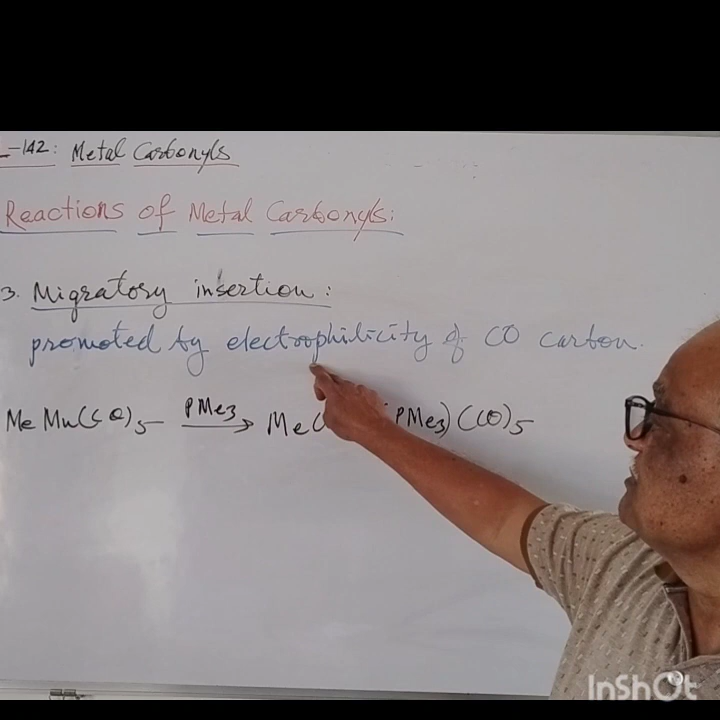 L-142: Metal Carbonyls
Reactions of Metal Carbonyls:
3. Migratory insertion:
promoted by electrophilicity of CO carbon.
MeMn(CO)5 PMe3→ Me (PMe3)(CO)5
InShOt